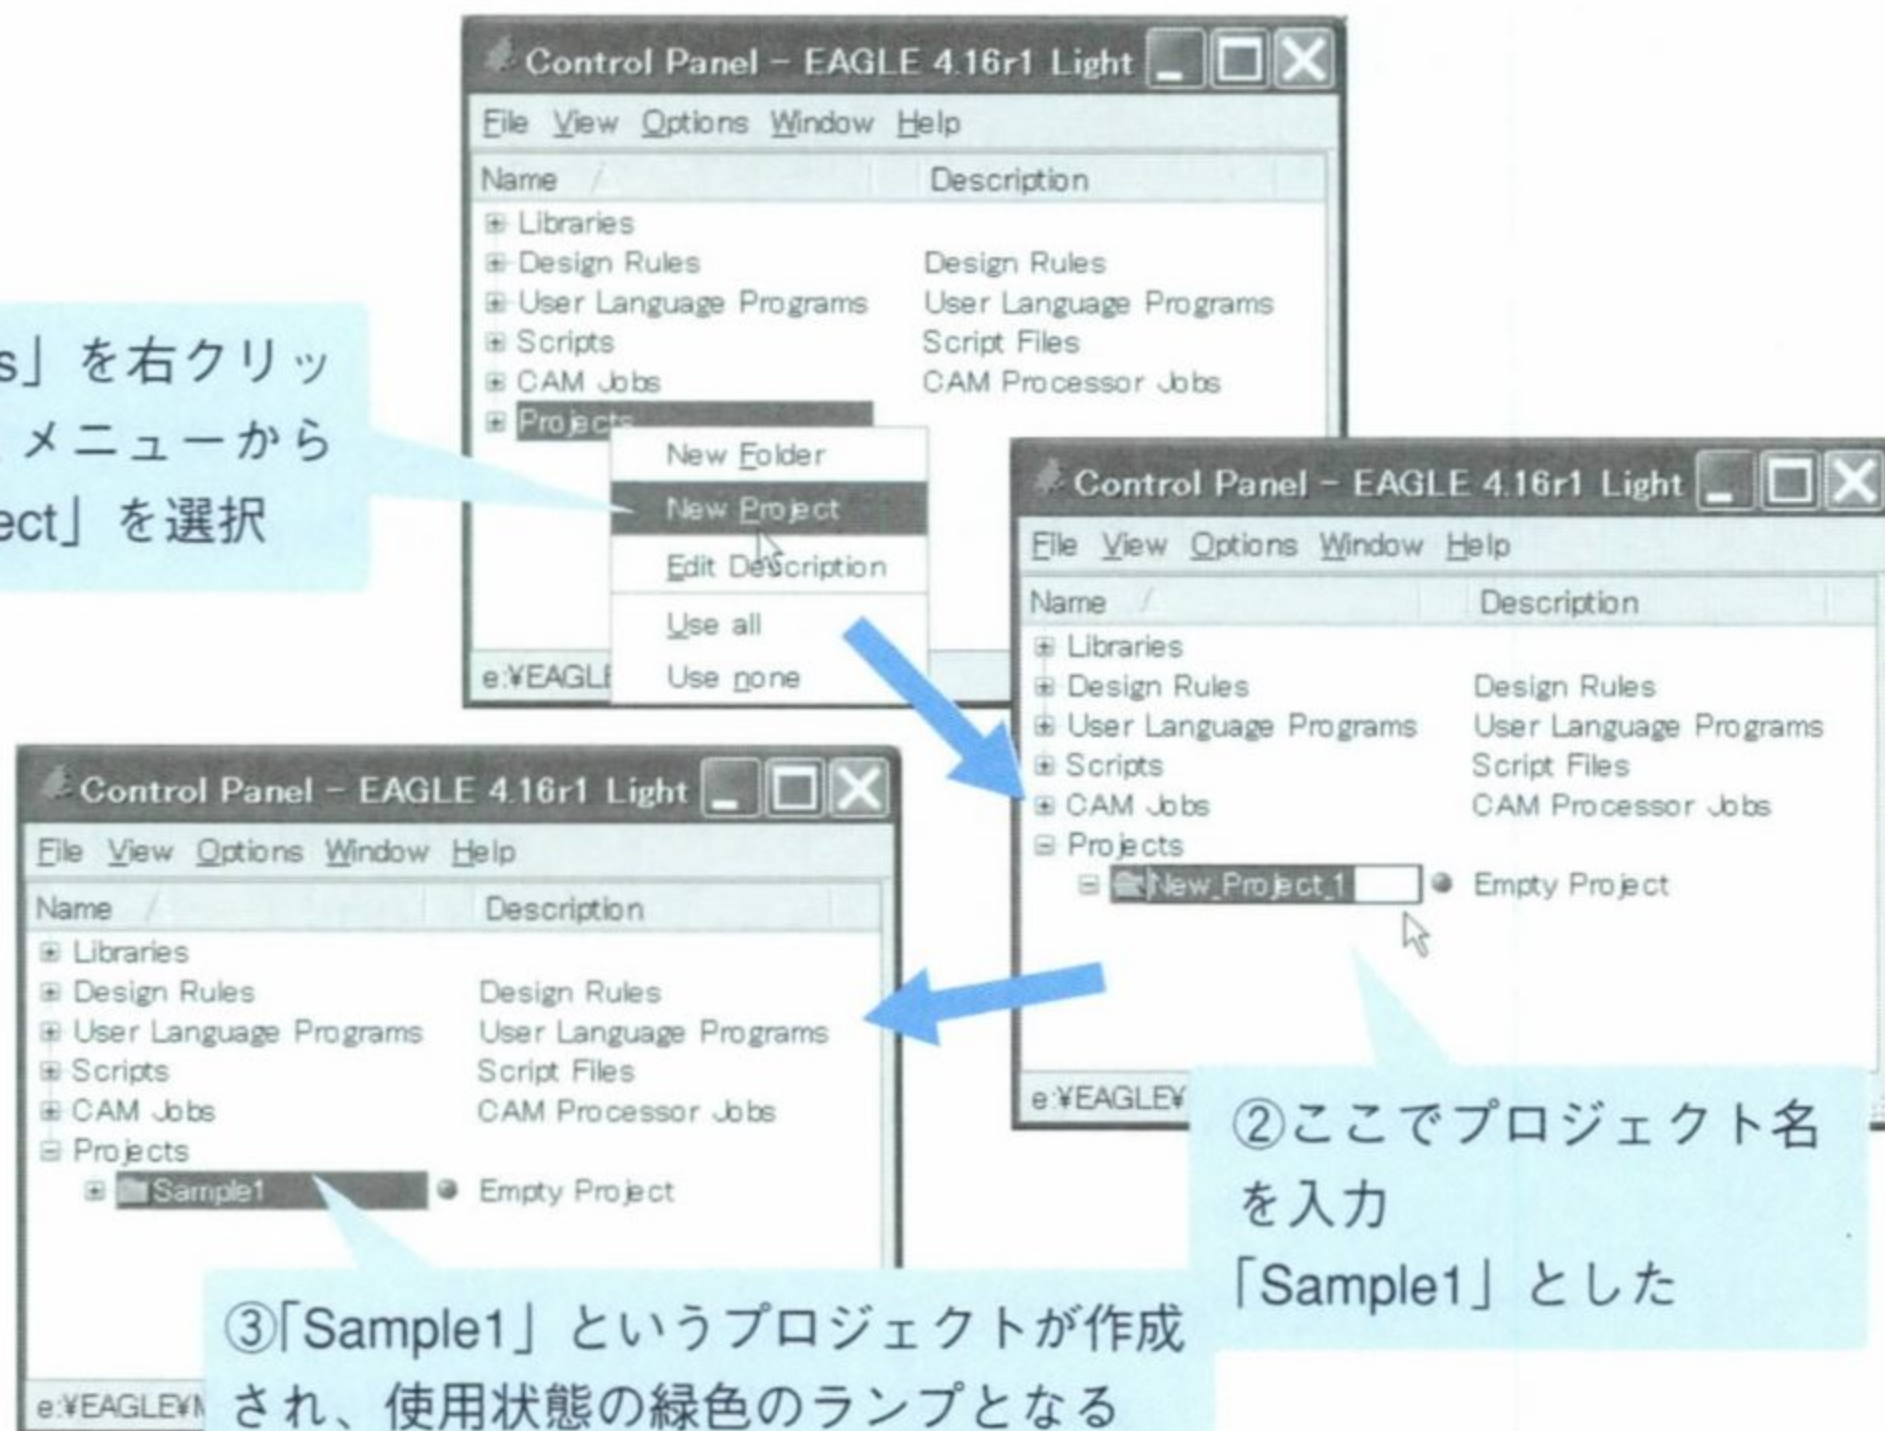 Control Panel - EAGLE 4.16r1 Light
File View Options Window Help
Name Description
Libraries
Design Rules Design Rules
User Language Programs User Language Programs
Scripts Script Files
CAM Jobs CAM Processor Jobs
Projects
New Folder
New Project
Edit Description
Use all
Use none
e:¥EAGLE
s」を右クリッ
メニューから
ect」を選択
Control Panel - EAGLE 4.16r1 Light
File View Options Window Help
Name Description
Libraries
Design Rules Design Rules
User Language Programs User Language Programs
Scripts Script Files
CAM Jobs CAM Processor Jobs
Projects
New_Project_1 Empty Project
e:¥EAGLE¥
②ここでプロジェクト名
を入力
「Sample1」とした
Control Panel - EAGLE 4.16r1 Light
File View Options Window Help
Name Description
Libraries
Design Rules Design Rules
User Language Programs User Language Programs
Scripts Script Files
CAM Jobs CAM Processor Jobs
Projects
Sample1 Empty Project
e:¥EAGLE¥
③「Sample1」というプロジェクトが作成
され、使用状態の緑色のランプとなる